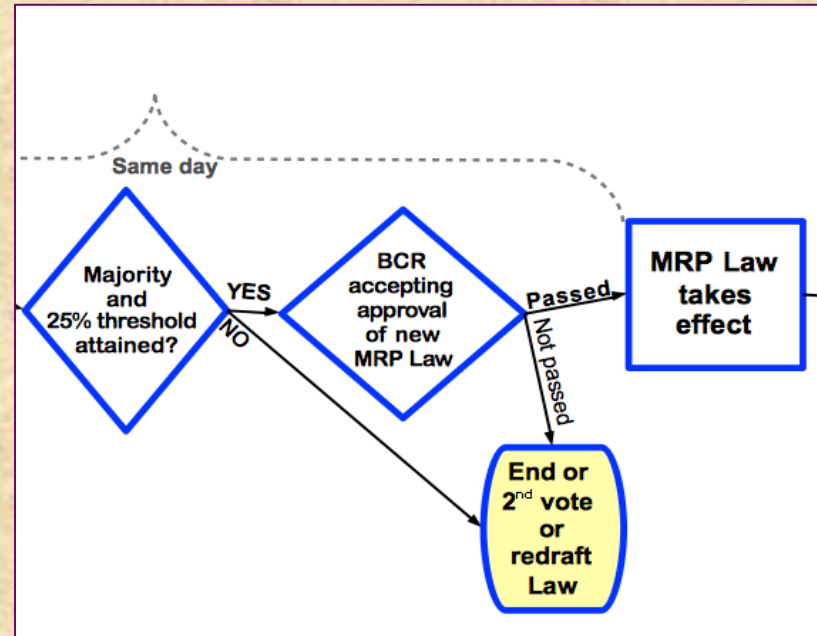 Same day
Majority
and
25% threshold
attained?
YES
NO
BCR
accepting
approval
of new
MRP Law
Passed
Not passed
MRP Law
takes
effect
End or
2nd vote
or
redraft
Law